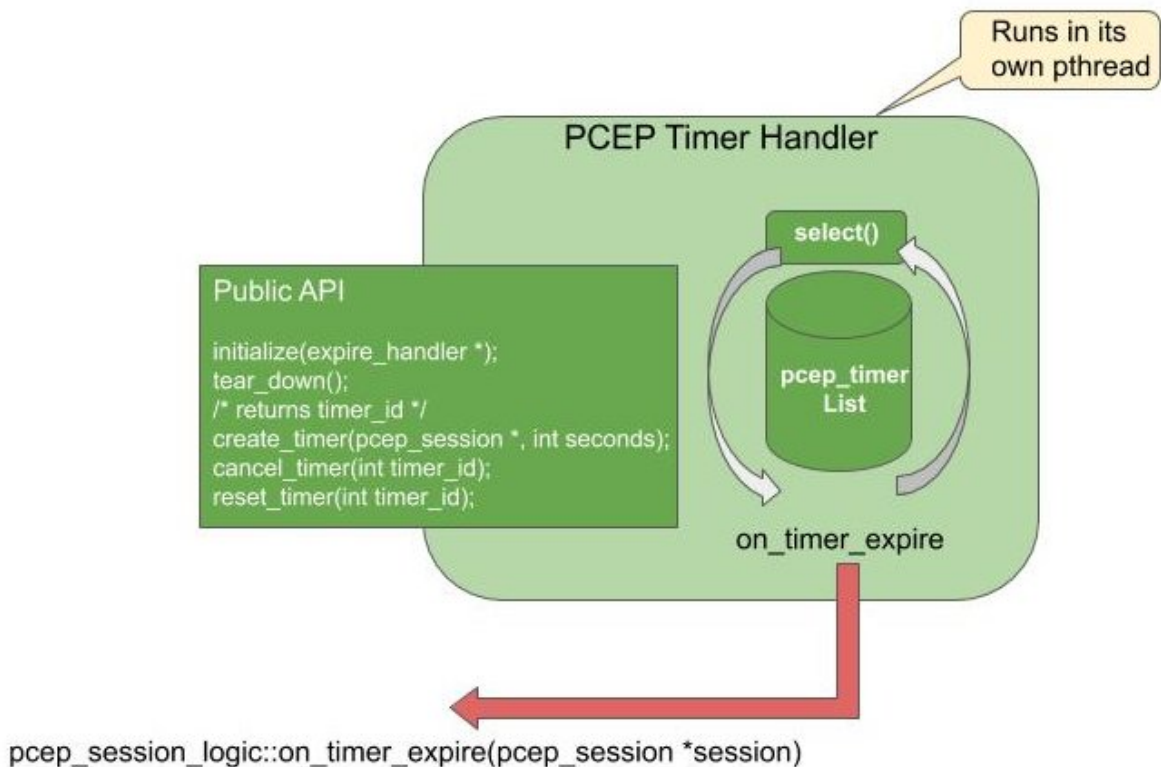 Runs in its
own pthread
PCEP Timer Handler
select()
pcep_timer
List
Public API
initialize(expire_handler *);
tear_down();
/* returns timer_id */
create_timer(pcep_session *, int seconds);
cancel_timer(int timer_id);
reset_timer(int timer_id);
on_timer_expire
pcep_session_logic::on_timer_expire(pcep_session *session)